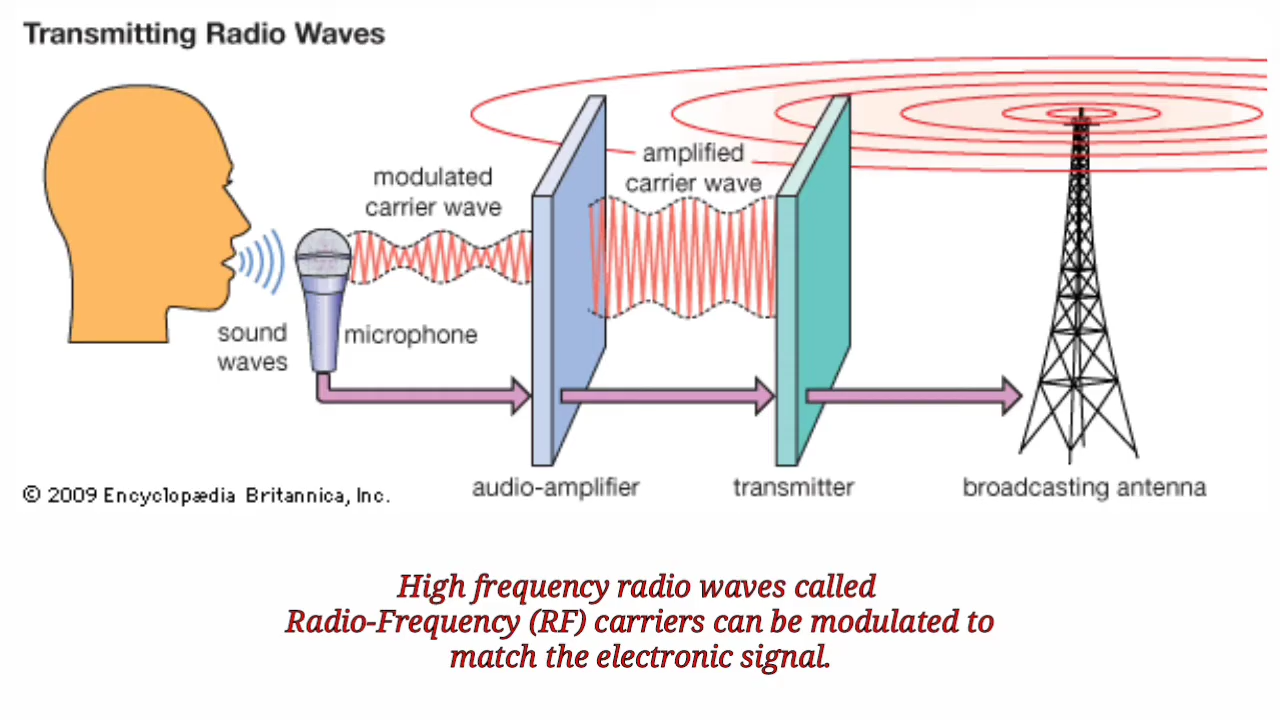 Transmitting Radio Waves
modulated
carrier wave
amplified
carrier wave
sound
waves
microphone
audio-amplifier
transmitter
broadcasting antenna
© 2009 Encyclopædia Britannica, Inc.
High frequency radio waves called
Radio-Frequency (RF) carriers can be modulated to
match the electronic signal.